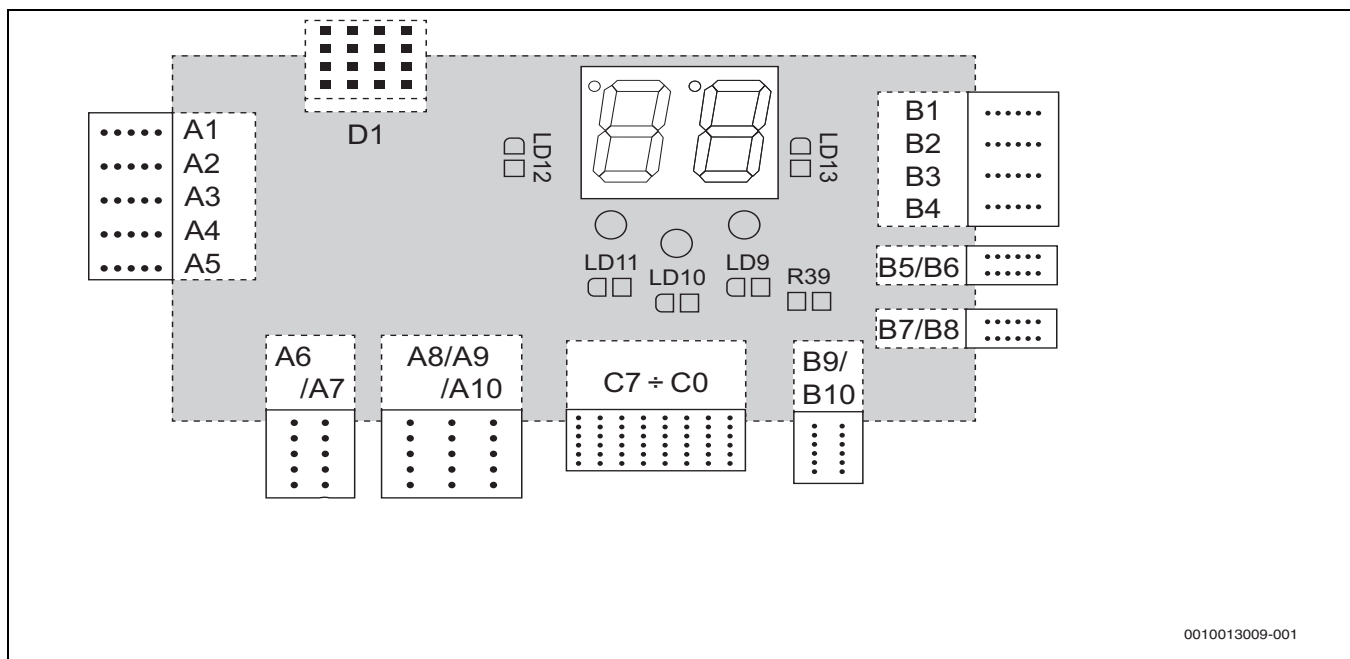 D1
A1
A2
A3
A4
A5
LD12
LD13
B1
B2
B3
B4
LD11
LD10
LD9
R39
B5/B6
B7/B8
A6
/A7
A8/A9
/A10
C7 ÷ C0
B9/
B10
0010013009-001